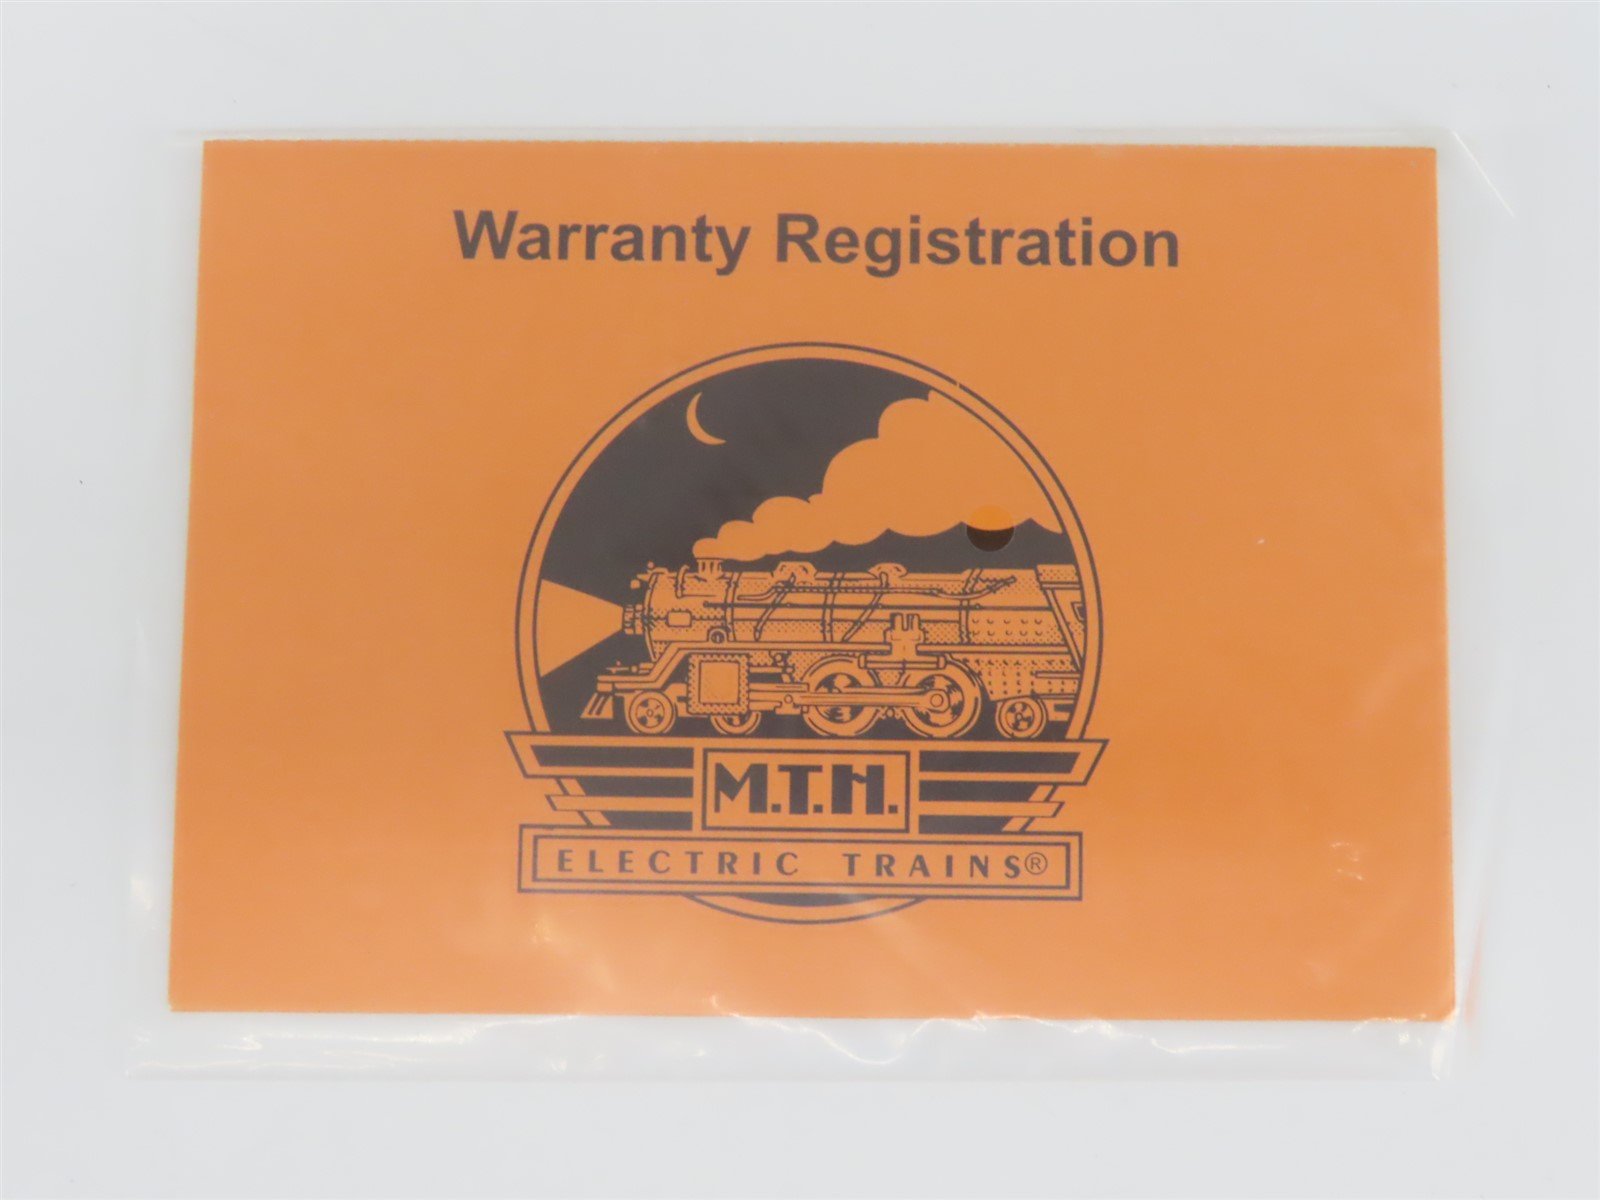 Warranty Registration
M.T.H.
ELECTRIC TRAINS®